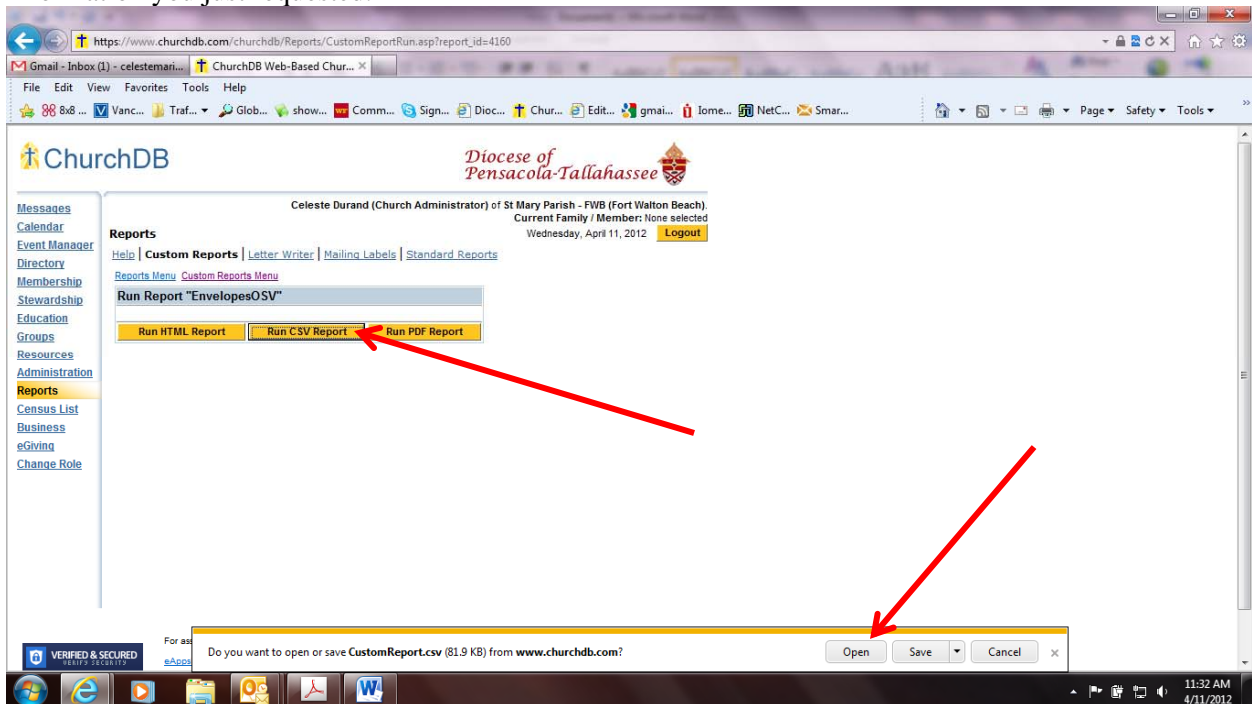 https://www.churchdb.com/churchdb/Reports/CustomReportRun.asp?report_id=4160
Gmail - Inbox (1) - celestemari... ChurchDB Web-Based Chur...
File Edit View Favorites Tools Help
8x8 ... Vanc... Traf... Glob... show... Comm... Sign... Dioc... Chur... Edit... gmai... Iome... NetC... Smar... Page Safety Tools
ChurchDB
Diocese of
Pensacola-Tallahassee
Celeste Durand (Church Administrator) of St Mary Parish - FWB (Fort Walton Beach).
Current Family / Member: None selected
Wednesday, April 11, 2012 Logout
Messages
Calendar
Event Manager
Directory
Membership
Stewardship
Education
Groups
Resources
Administration
Reports
Census List
Business
eGiving
Change Role
Reports
Help | Custom Reports | Letter Writer | Mailing Labels | Standard Reports
Reports Menu Custom Reports Menu
Run Report "EnvelopesOSV"
Run HTML Report Run CSV Report Run PDF Report
VERIFIED & SECURED
VERIFY SECURITY
For ass
eApps
Do you want to open or save CustomReport.csv (81.9 KB) from www.churchdb.com? Open Save Cancel
11:32 AM
4/11/2012